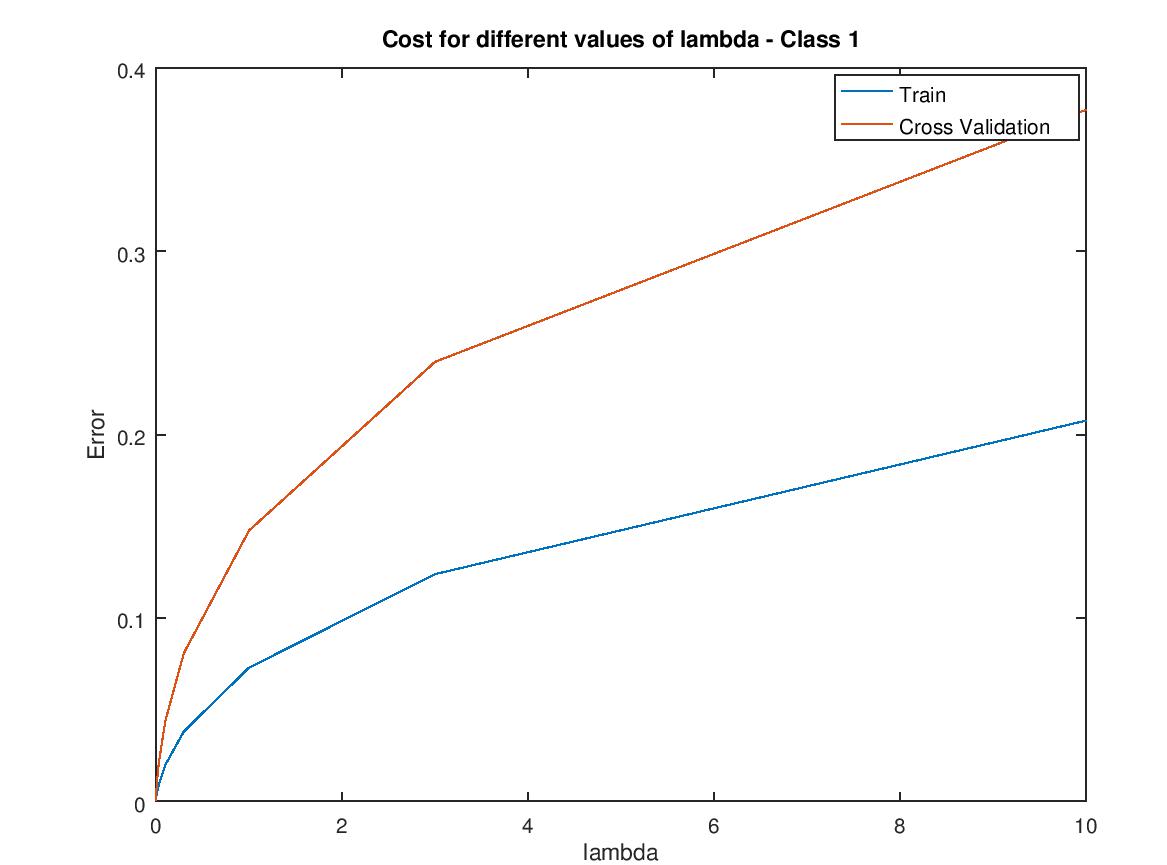 Cost for different values of lambda - Class 1
Train
Cross Validation
0.4
0.3
0.2
0.1
0
Error
0 2 4 6 8 10
lambda